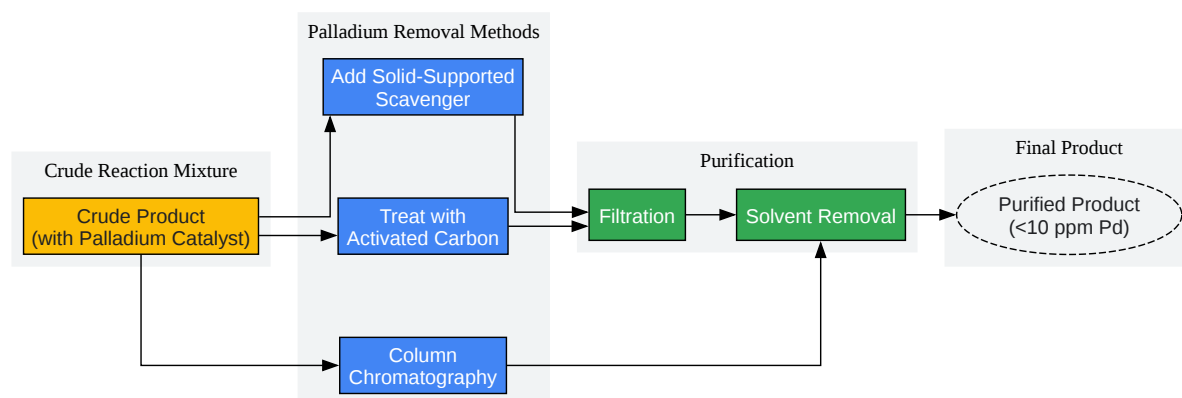 Palladium Removal Methods
Add Solid-Supported
Scavenger
Crude Reaction Mixture
Crude Product
(with Palladium Catalyst)
Treat with
Activated Carbon
Column
Chromatography
Purification
Filtration
Solvent Removal
Final Product
Purified Product
(<10 ppm Pd)